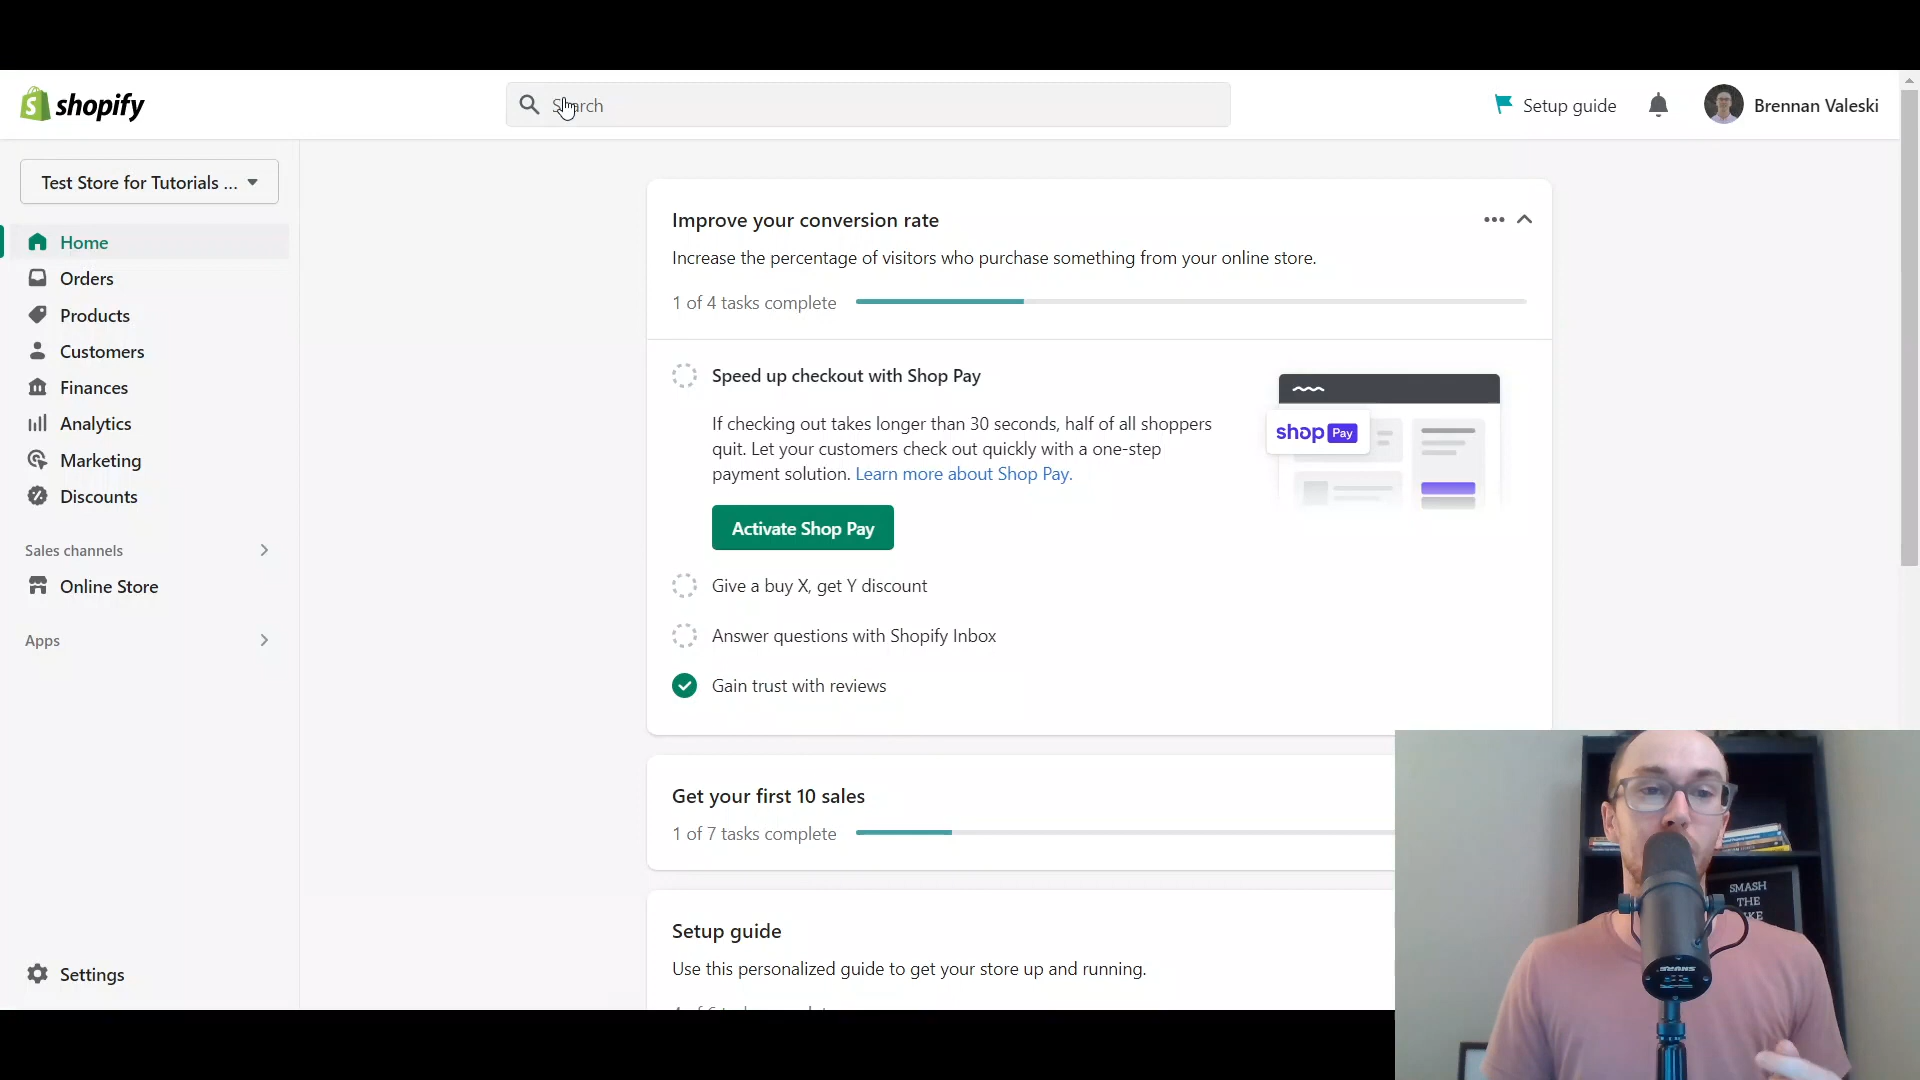 shopify
Search
Setup guide
Brennan Valeski
Test Store for Tutorials ...
Home
Orders
Products
Customers
Finances
Analytics
Marketing
Discounts
Sales channels
Online Store
Apps
Settings
Improve your conversion rate
Increase the percentage of visitors who purchase something from your online store.
1 of 4 tasks complete
Speed up checkout with Shop Pay
If checking out takes longer than 30 seconds, half of all shoppers
quit. Let your customers check out quickly with a one-step
payment solution. Learn more about Shop Pay.
shop Pay
Activate Shop Pay
Give a buy X, get Y discount
Answer questions with Shopify Inbox
Gain trust with reviews
Get your first 10 sales
1 of 7 tasks complete
Setup guide
Use this personalized guide to get your store up and running.
SMASH
THE
SHURE